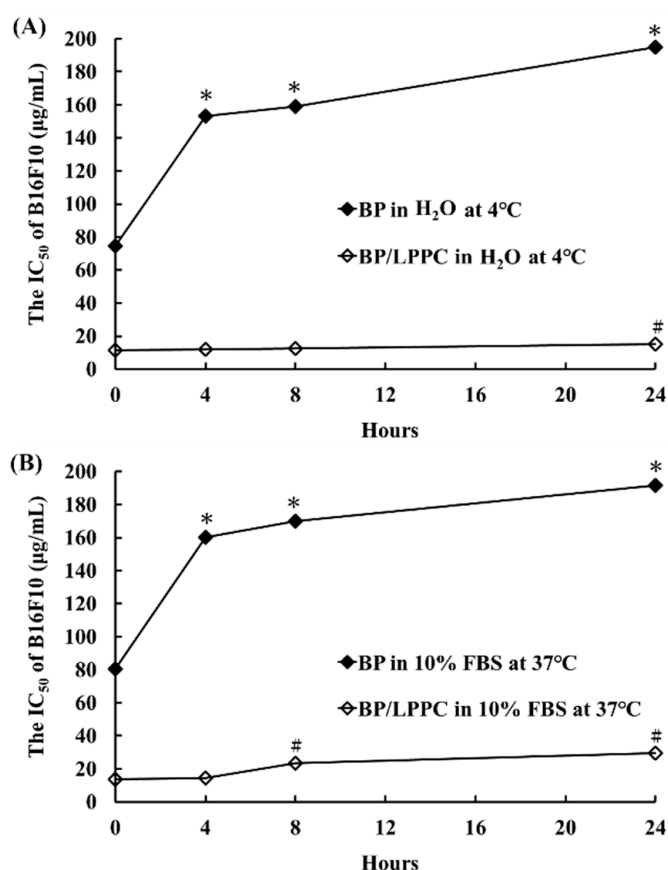 (A)
The IC₅₀ of B16F10 (μg/mL)
200
180
160
140
120
100
80
60
40
20
0
*
*
*
#
BP in H₂O at 4°C
BP/LPPC in H₂O at 4°C
0 4 8 12 16 20 24
Hours
(B)
The IC₅₀ of B16F10 (μg/mL)
200
180
160
140
120
100
80
60
40
20
0
*
*
*
#
#
BP in 10% FBS at 37°C
BP/LPPC in 10% FBS at 37°C
0 4 8 12 16 20 24
Hours